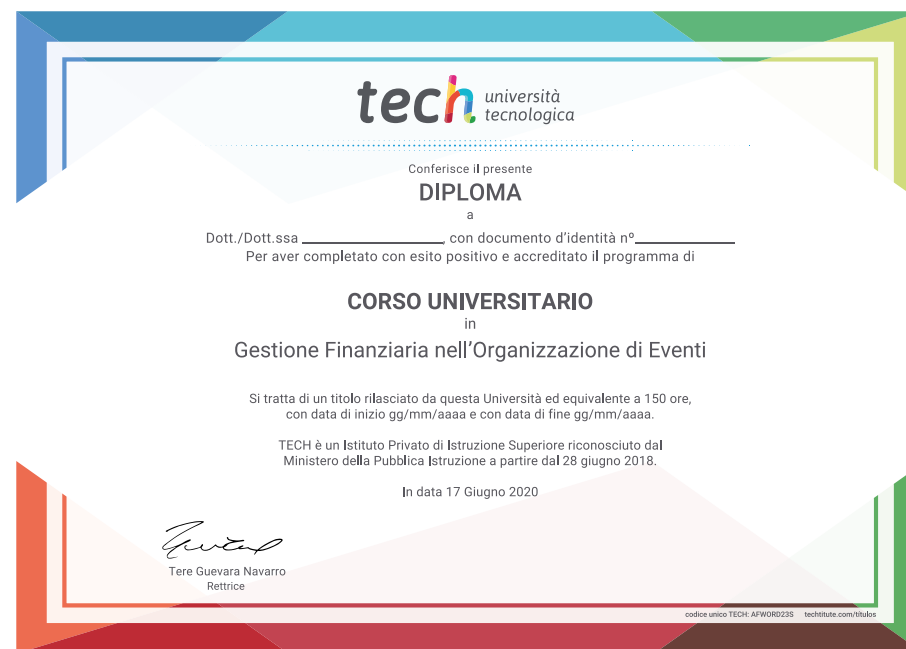 tech università
tecnologica
Conferisce il presente
DIPLOMA
a
Dott./Dott.ssa ________________, con documento d'identità nº____________
Per aver completato con esito positivo e accreditato il programma di
CORSO UNIVERSITARIO
in
Gestione Finanziaria nell'Organizzazione di Eventi
Si tratta di un titolo rilasciato da questa Università ed equivalente a 150 ore,
con data di inizio gg/mm/aaaa e con data di fine gg/mm/aaaa.
TECH è un Istituto Privato di Istruzione Superiore riconosciuto dal
Ministero della Pubblica Istruzione a partire dal 28 giugno 2018.
In data 17 Giugno 2020
Tere Guevara Navarro
Rettrice
codice unico TECH: AFWORD23S techtitute.com/titulos